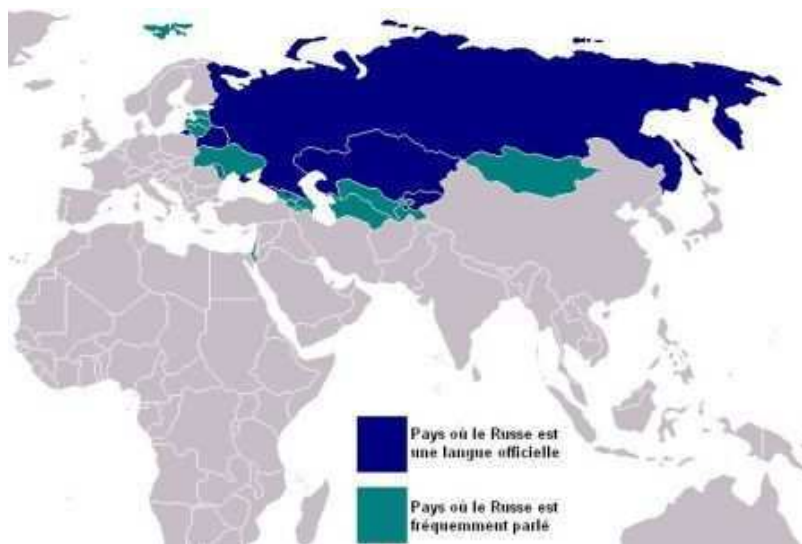 Pays où le Russe est
une langue officielle
Pays où le Russe est
fréquemment parlé